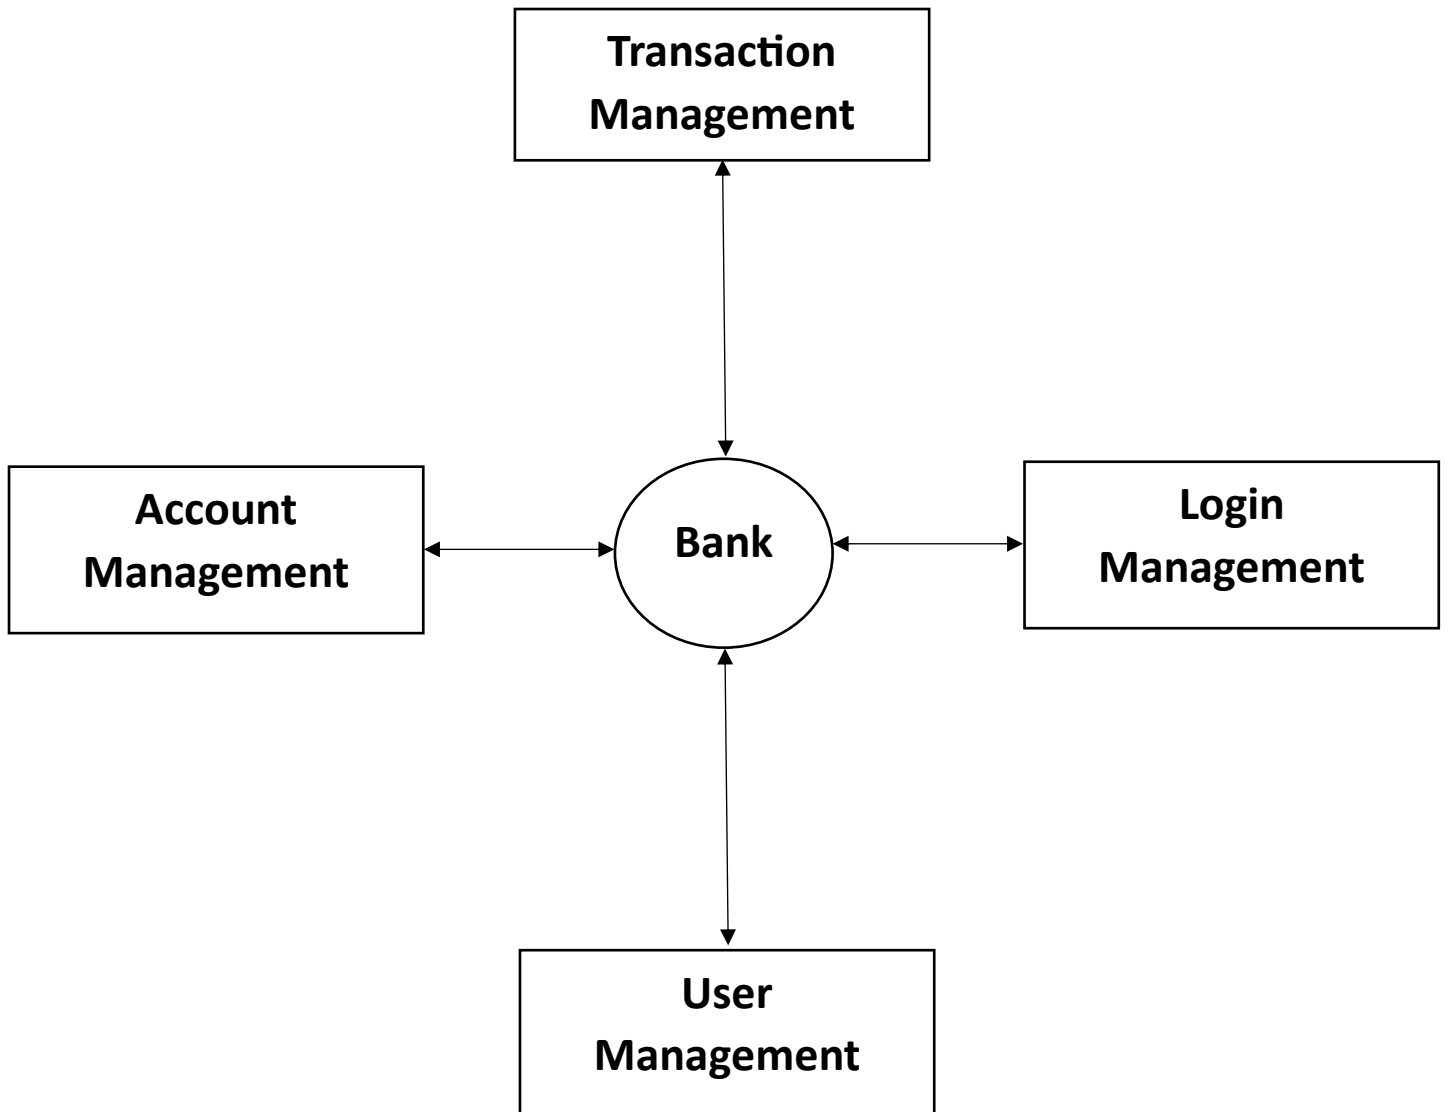 Transaction
Management
Account
Management
Bank
Login
Management
User
Management